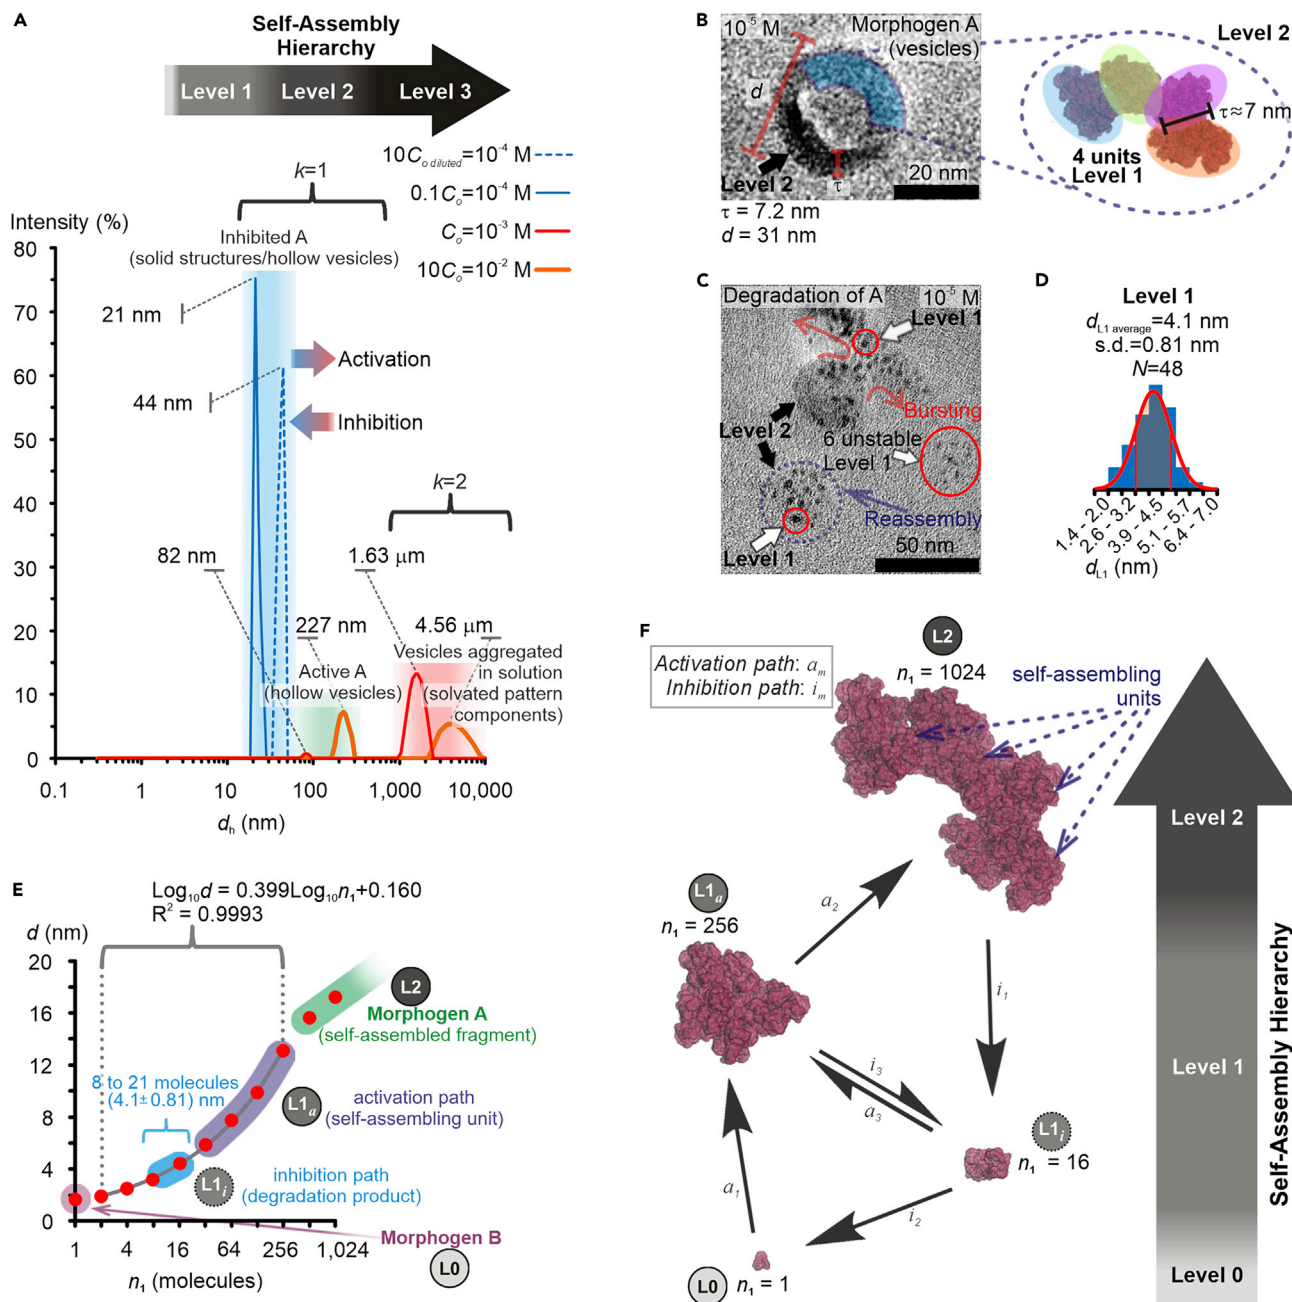 A
Self-Assembly
Hierarchy
Level 1
Level 2
Level 3
10C₀ diluted=10⁻⁴ M
0.1C₀=10⁻⁴ M
C₀=10⁻³ M
10C₀=10⁻² M
k=1
Intensity (%)
Inhibited A
(solid structures/hollow vesicles)
80
70
60
50
40
30
20
10
0
21 nm
44 nm
Activation
Inhibition
k=2
82 nm
1.63 μm
227 nm
4.56 μm
Active A
(hollow vesicles)
Vesicles aggregated
in solution
(solvated pattern
components)
0.1
1
10
100
1,000
10,000
dₕ (nm)
B
10⁻⁵ M
Morphogen A
(vesicles)
d
Level 2
τ
20 nm
τ = 7.2 nm
d = 31 nm
Level 2
τ≈7 nm
4 units
Level 1
C
Degradation of A
10⁻⁵ M
Level 1
Bursting
Level 2
6 unstable
Level 1
Reassembly
Level 1
50 nm
D
Level 1
d L1 average=4.1 nm
s.d.=0.81 nm
N=48
1.4 - 2.0
2.6 - 3.2
3.9 - 4.5
5.1 - 5.7
6.4 - 7.0
d L1 (nm)
E
Log₁₀d = 0.399Log₁₀n₁+0.160
R² = 0.9993
d (nm)
20
16
12
8
4
0
L2
Morphogen A
(self-assembled fragment)
8 to 21 molecules
(4.1±0.81) nm
L1a
activation path
(self-assembling unit)
L1i
inhibition path
(degradation product)
Morphogen B
L0
1
4
16
64
256
1,024
n₁ (molecules)
F
Activation path: aₘ
Inhibition path: iₘ
L2
n₁ = 1024
self-assembling
units
L1a
n₁ = 256
a₂
i₁
i₃
a₃
a₁
i₂
L1i
n₁ = 16
L0
n₁ = 1
Level 2
Level 1
Level 0
Self-Assembly Hierarchy